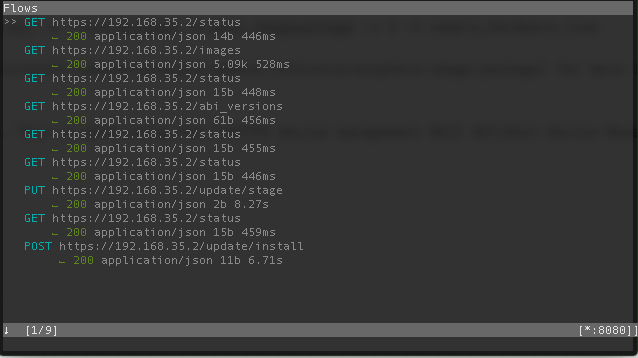 Flows
>> GET https://192.168.35.2/status
← 200 application/json 14b 446ms
GET https://192.168.35.2/images
← 200 application/json 5.09k 528ms
GET https://192.168.35.2/status
← 200 application/json 15b 448ms
GET https://192.168.35.2/abi_versions
← 200 application/json 61b 456ms
GET https://192.168.35.2/status
← 200 application/json 15b 455ms
GET https://192.168.35.2/status
← 200 application/json 15b 446ms
PUT https://192.168.35.2/update/stage
← 200 application/json 2b 8.27s
GET https://192.168.35.2/status
← 200 application/json 15b 459ms
POST https://192.168.35.2/update/install
← 200 application/json 11b 6.71s
↓ [1/9] [*:8080]